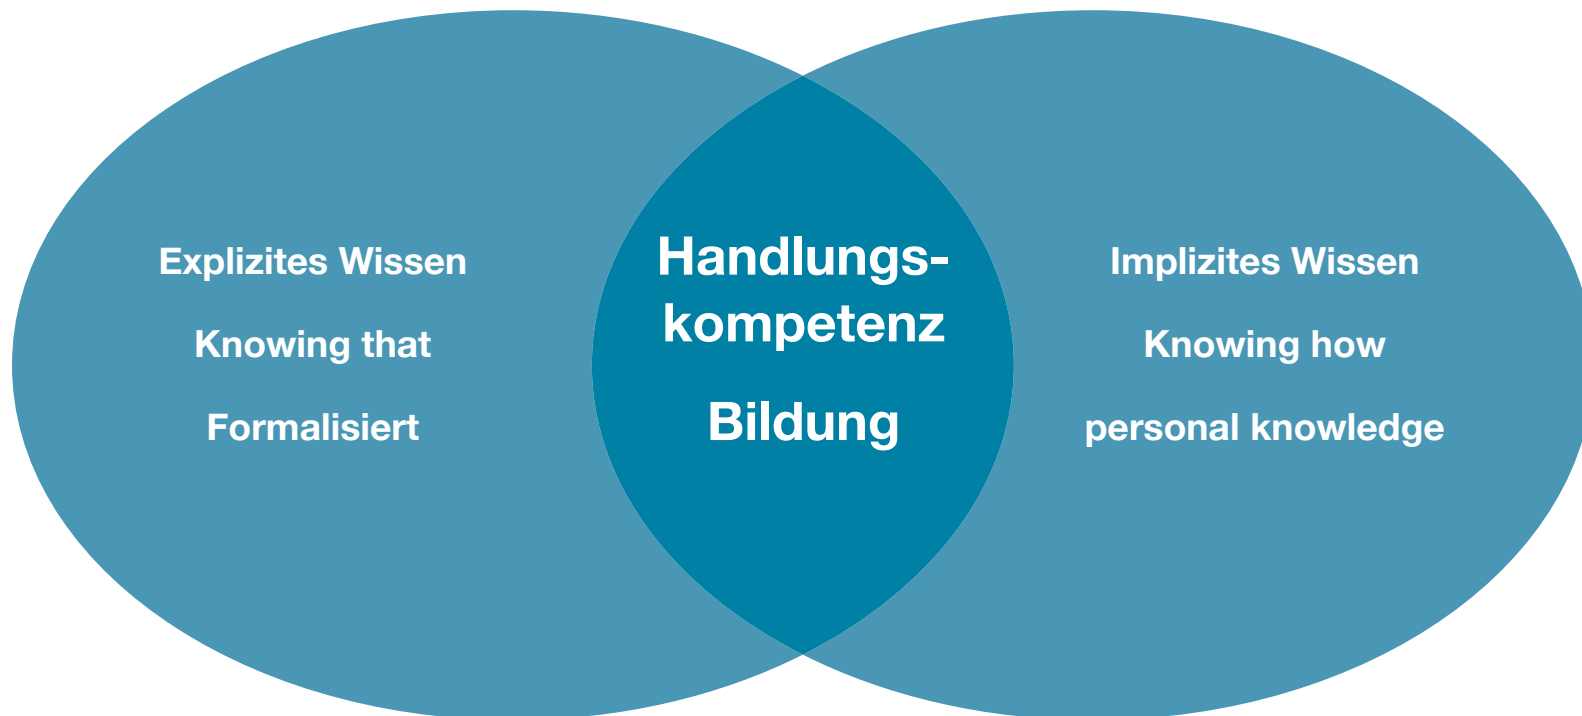 Explizites Wissen
Knowing that
Formalisiert
Handlungs-
kompetenz
Bildung
Implizites Wissen
Knowing how
personal knowledge